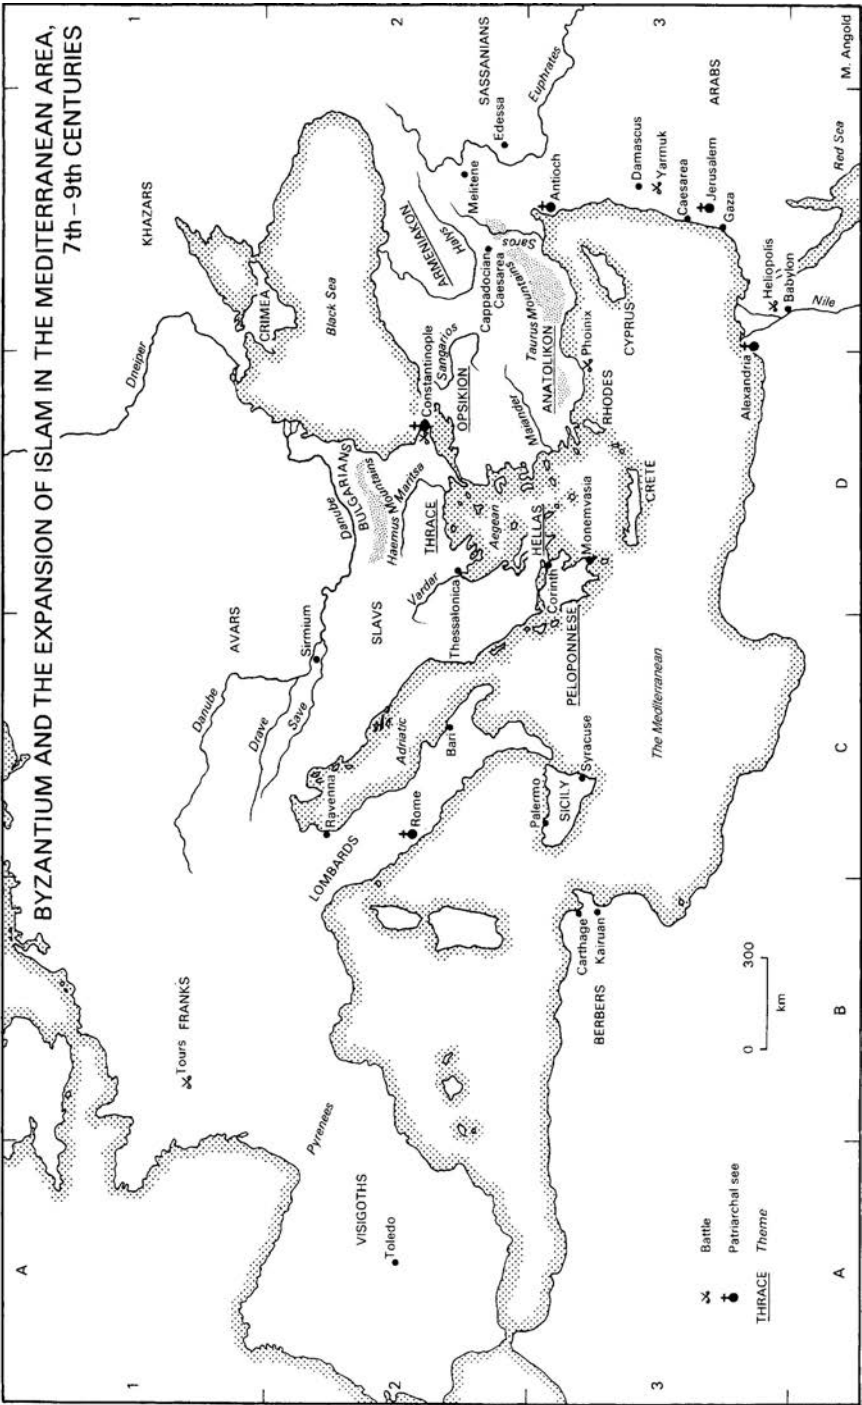 BYZANTIUM AND THE EXPANSION OF ISLAM IN THE MEDITERRANEAN AREA,
7th – 9th CENTURIES
A
1
1
KHAZARS
Dneiper
CRIMEA
AVARS
Danube
Drave
Save
Sirmium
Tours
FRANKS
Danube
BULGARIANS
Haemus Mountains
Maritsa
Black Sea
Pyrenees
LOMBARDS
Ravenna
Adriatic
SLAVS
Vardar
THRACE
Constantinople
Sangarios
OPSIKION
ARMENIAKON
Halys
Melitene
SASSANIANS
Edessa
Euphrates
2
2
VISIGOTHS
Toledo
Rome
Bari
Thessalonica
Aegean
Maiander
Cappadocian
Caesarea
Taurus Mountains
Saros
ANATOLIKON
Antioch
HELLAS
Corinth
Monemvasia
PELOPONNESE
Palermo
SICILY
Syracuse
Carthage
Kairuan
BERBERS
RHODES
Phoinix
CYPRUS
CRETE
The Mediterranean
Damascus
Yarmuk
Caesarea
Jerusalem
Gaza
ARABS
3
3
Alexandria
Heliopolis
Babylon
Nile
Red Sea
0
300
km
Battle
Patriarchal see
THRACE
Theme
A
B
C
D
M. Angold